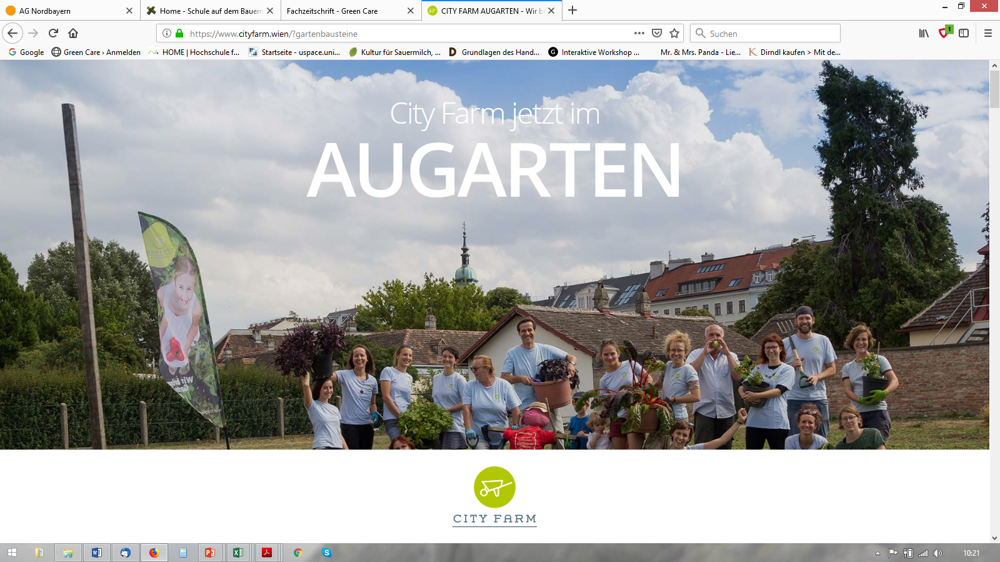 AG Nordbayern
Home - Schule auf dem Bauern
Fachzeitschrift - Green Care
CITY FARM AUGARTEN - Wir b
https://www.cityfarm.wien/?gartenbausteine
Suchen
1
Google
Green Care › Anmelden
HOME | Hochschule f...
Startseite - uspace.uni...
Kultur für Sauermilch, ...
Grundlagen des Hand...
Interaktive Workshop ...
Mr. & Mrs. Panda - Lie...
Dirndl kaufen > Mit de...
City Farm jetzt im
AUGARTEN
CITY FARM
10:21